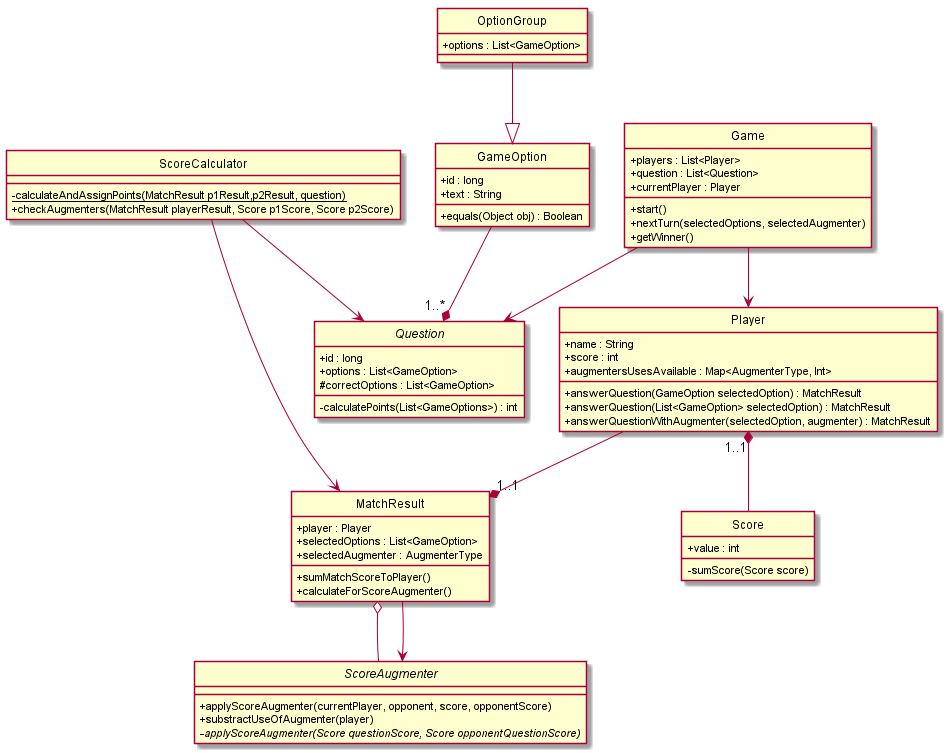 OptionGroup
+options : List<GameOption>
ScoreCalculator
-calculateAndAssignPoints(MatchResult p1Result,p2Result, question)
+checkAugmenters(MatchResult playerResult, Score p1Score, Score p2Score)
GameOption
+id : long
+text : String
+equals(Object obj) : Boolean
Game
+players : List<Player>
+question : List<Question>
+currentPlayer : Player
+start()
+nextTurn(selectedOptions, selectedAugmenter)
+getWinner()
1..*
Question
+id : long
+options : List<GameOption>
#correctOptions : List<GameOption>
-calculatePoints(List<GameOptions>) : int
Player
+name : String
+score : int
+augmentersUsesAvailable : Map<AugmenterType, Int>
+answerQuestion(GameOption selectedOption) : MatchResult
+answerQuestion(List<GameOption> selectedOption) : MatchResult
+answerQuestionWithAugmenter(selectedOption, augmenter) : MatchResult
1..1
1..1
MatchResult
+player : Player
+selectedOptions : List<GameOption>
+selectedAugmenter : AugmenterType
+sumMatchScoreToPlayer()
+calculateForScoreAugmenter()
Score
+value : int
-sumScore(Score score)
ScoreAugmenter
+applyScoreAugmenter(currentPlayer, opponent, score, opponentScore)
+substractUseOfAugmenter(player)
-applyScoreAugmenter(Score questionScore, Score opponentQuestionScore)